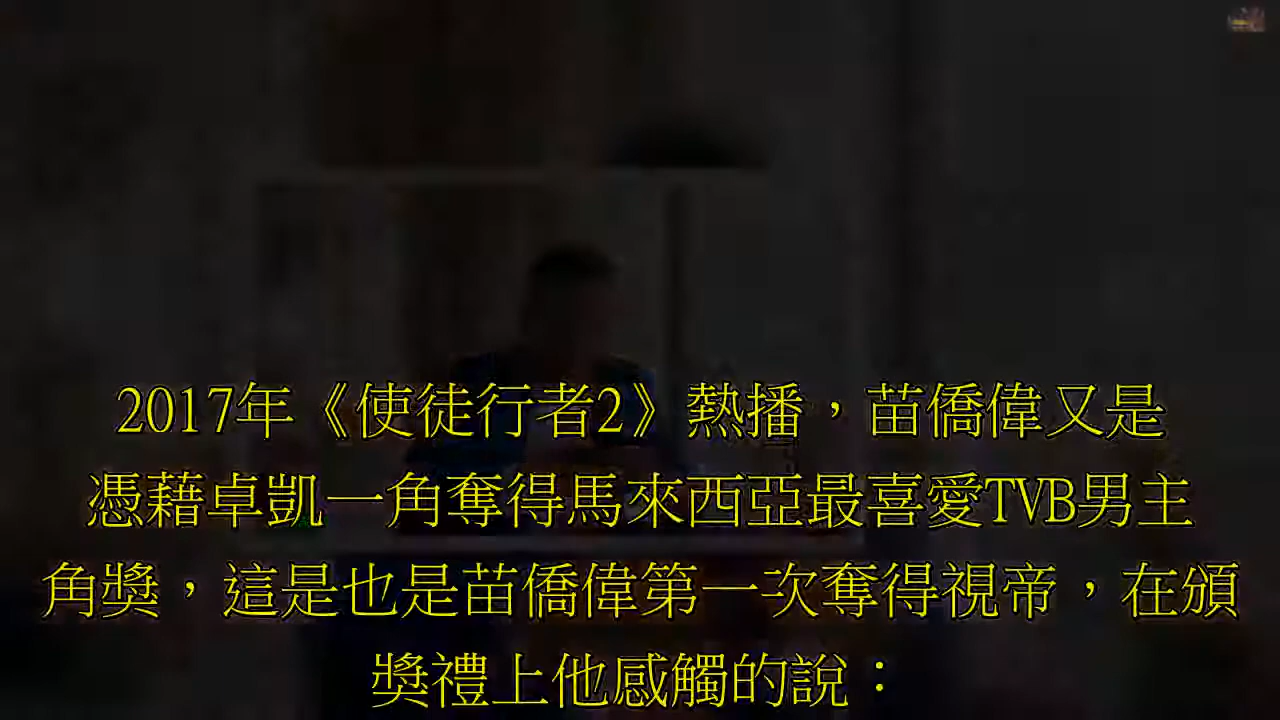 2017年《使徒行者2》熱播，苗僑偉又是
憑藉卓凱一角奪得馬來西亞最喜愛TVB男主
角獎，這是也是苗僑偉第一次奪得視帝，在頒
獎禮上他感觸的說：